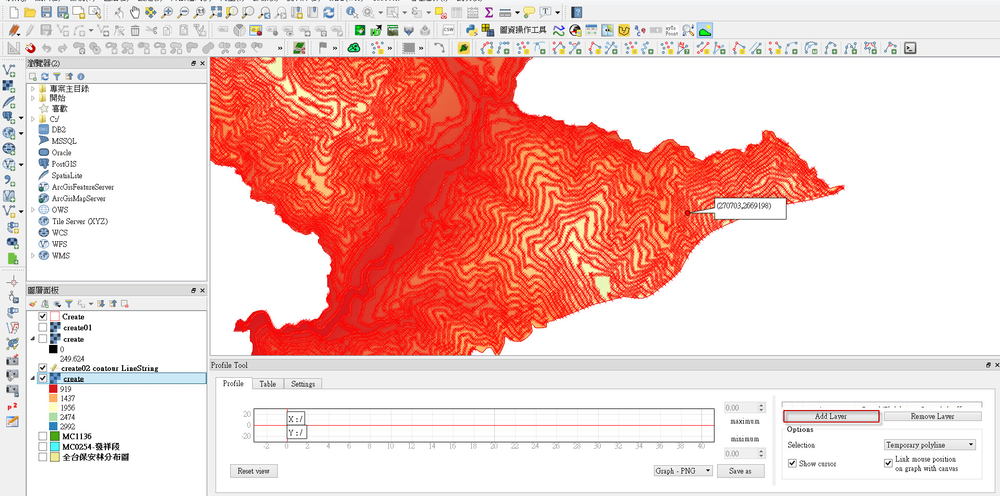 CSW
圖資操作工具
xyTo
Point
瀏覽器(2)
專案主目錄
開始
喜歡
C:/
DB2
DB2
MSSQL
Oracle
PostGIS
SpatiaLite
ArcGisFeatureServer
ArcGisMapServer
OWS
Tile Server (XYZ)
WCS
WFS
WMS
圖層面板
Create
create01
create
0
249.624
create02 contour LineString
create
919
1437
1956
2474
2992
MC1136
MC0254-發祥段
全台保安林分布圖
(270703,2669198)
Profile Tool
Profile
Table
Settings
20
0
-20
X : /
Y : /
-2 0 2 4 6 8 10 12 14 16 18 20 22 24 26 28 30 32 34 36 38 40
0.00
maximum
minimum
0.00
Reset view
Graph - PNG
Save as
Add Layer
Remove Layer
Options
Selection
Temporary polyline
Show cursor
Link mouse position
on graph with canvas